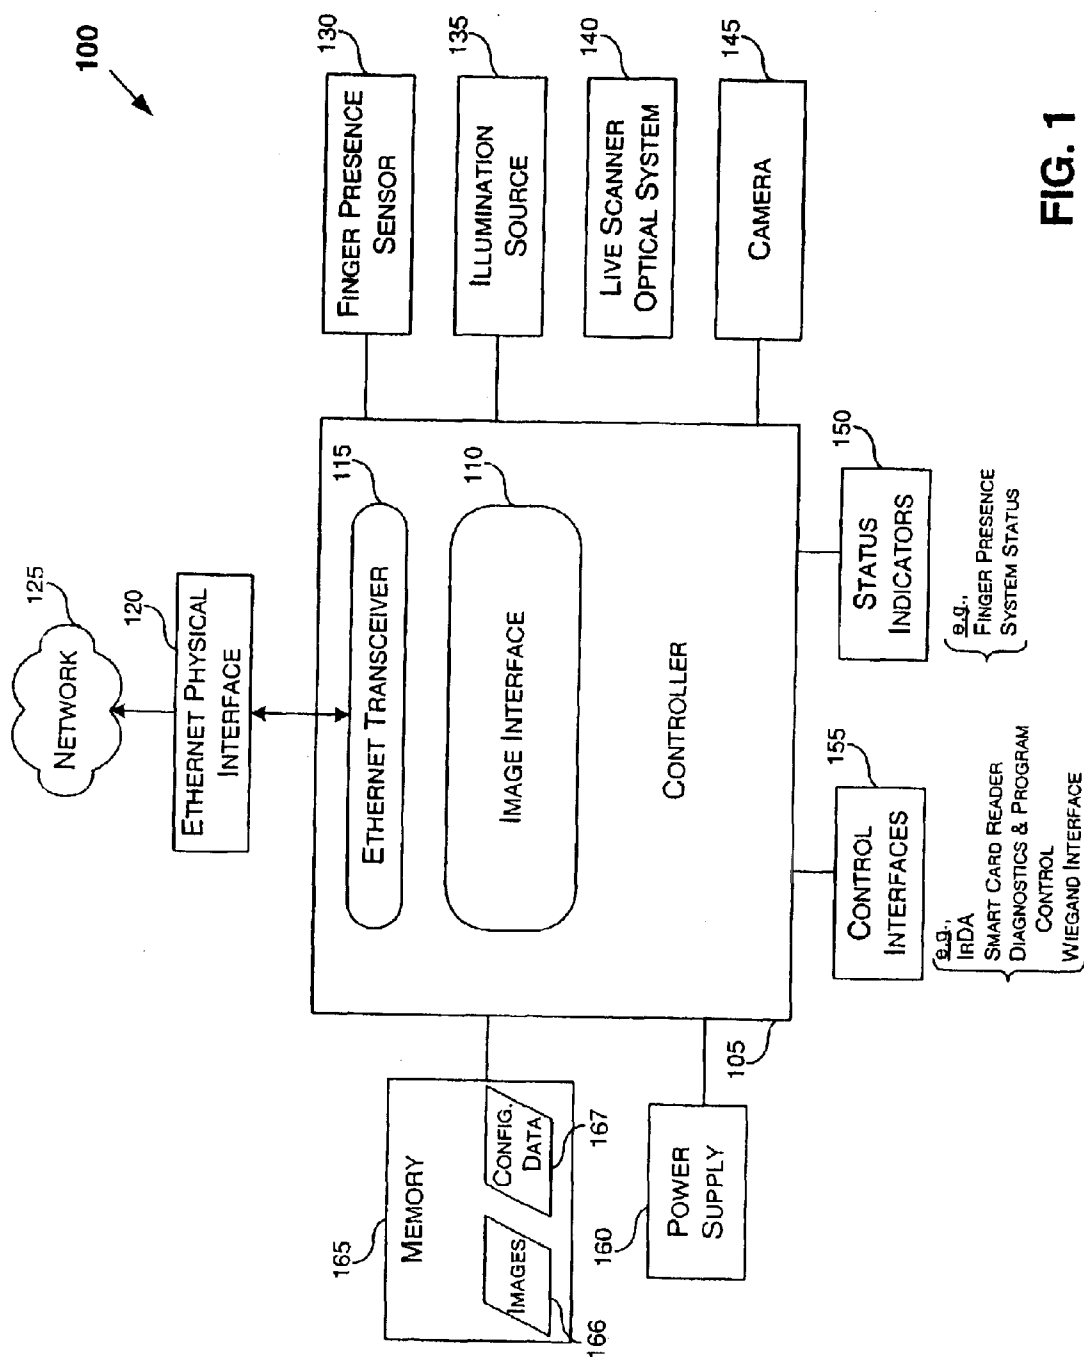 100
NETWORK
125
ETHERNET PHYSICAL
INTERFACE
120
165
MEMORY
IMAGES
166
CONFIG.
DATA
167
160
POWER
SUPPLY
105
ETHERNET TRANSCEIVER
115
IMAGE INTERFACE
110
CONTROLLER
FINGER PRESENCE
SENSOR
130
ILLUMINATION
SOURCE
135
LIVE SCANNER
OPTICAL SYSTEM
140
CAMERA
145
CONTROL
INTERFACES
155
e.g.,
IRDA
SMART CARD READER
DIAGNOSTICS & PROGRAM
CONTROL
WIEGAND INTERFACE
STATUS
INDICATORS
150
e.g.,
FINGER PRESENCE
SYSTEM STATUS
FIG. 1